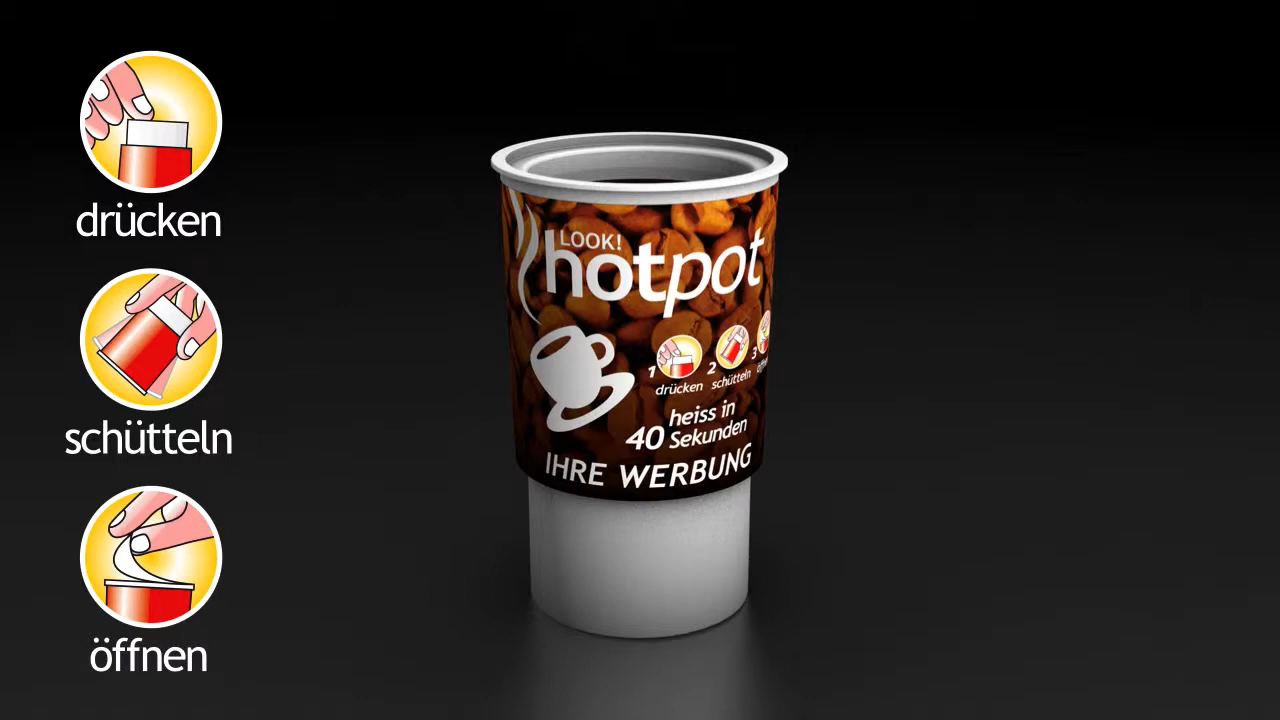 drücken
schütteln
öffnen
LOOK!
hotpot
1 drücken
2 schütteln
3
heiss in
40 Sekunden
IHRE WERBUNG